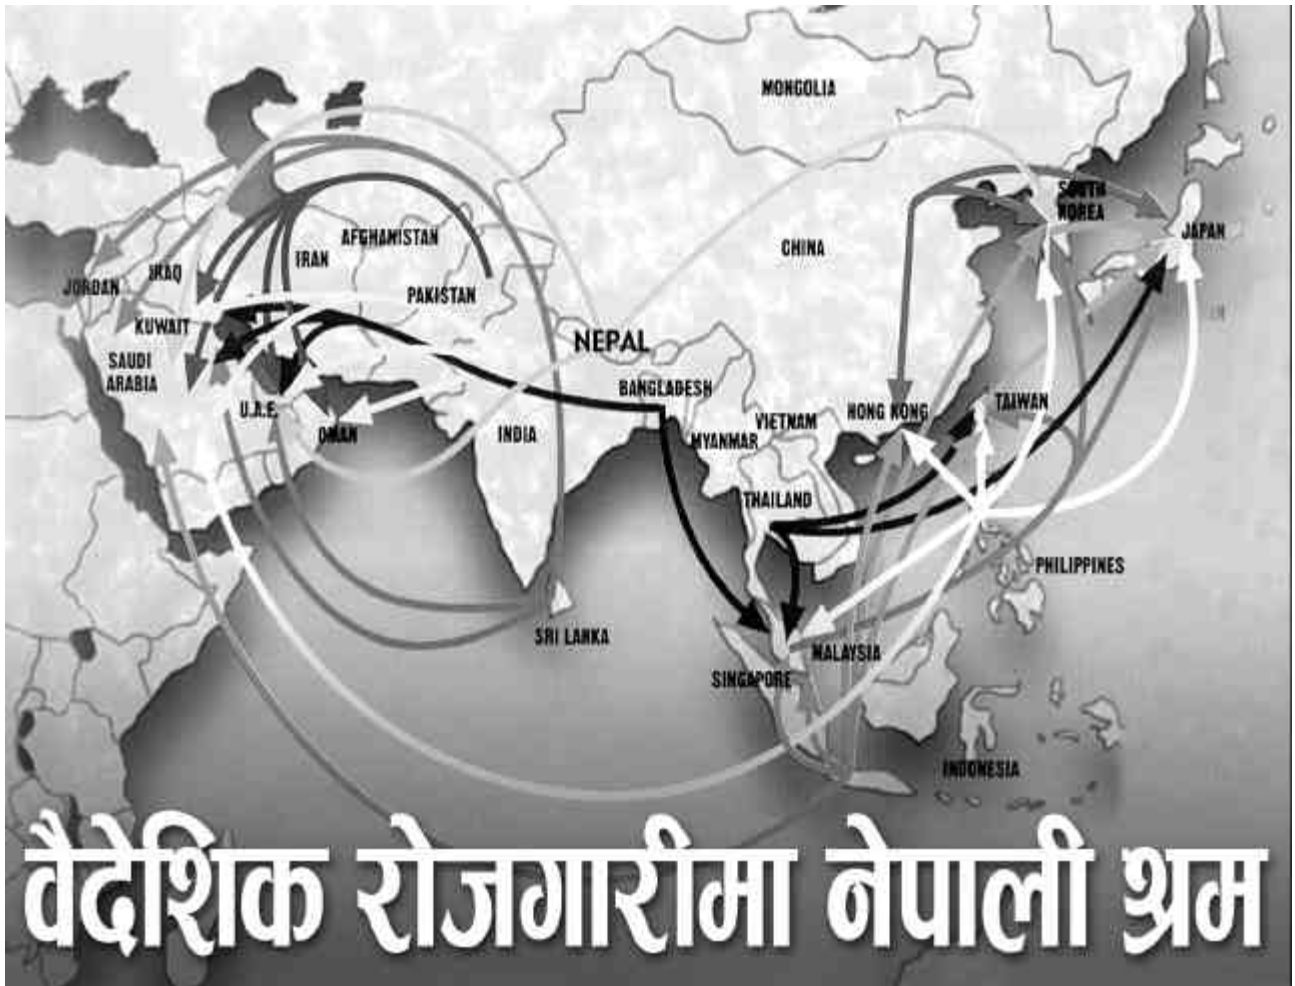 MONGOLIA
SOUTH
KOREA
JAPAN
AFGHANISTAN
CHINA
IRAN
IRAQ
JORDAN
PAKISTAN
KUWAIT
NEPAL
SAUDI
ARABIA
BANGLADESH
U.A.E.
HONG KONG
TAIWAN
OMAN
INDIA
MYANMAR
VIETNAM
THAILAND
PHILIPPINES
SRI LANKA
MALAYSIA
SINGAPORE
INDONESIA
वैदेशिक रोजगारीमा नेपाली श्रम